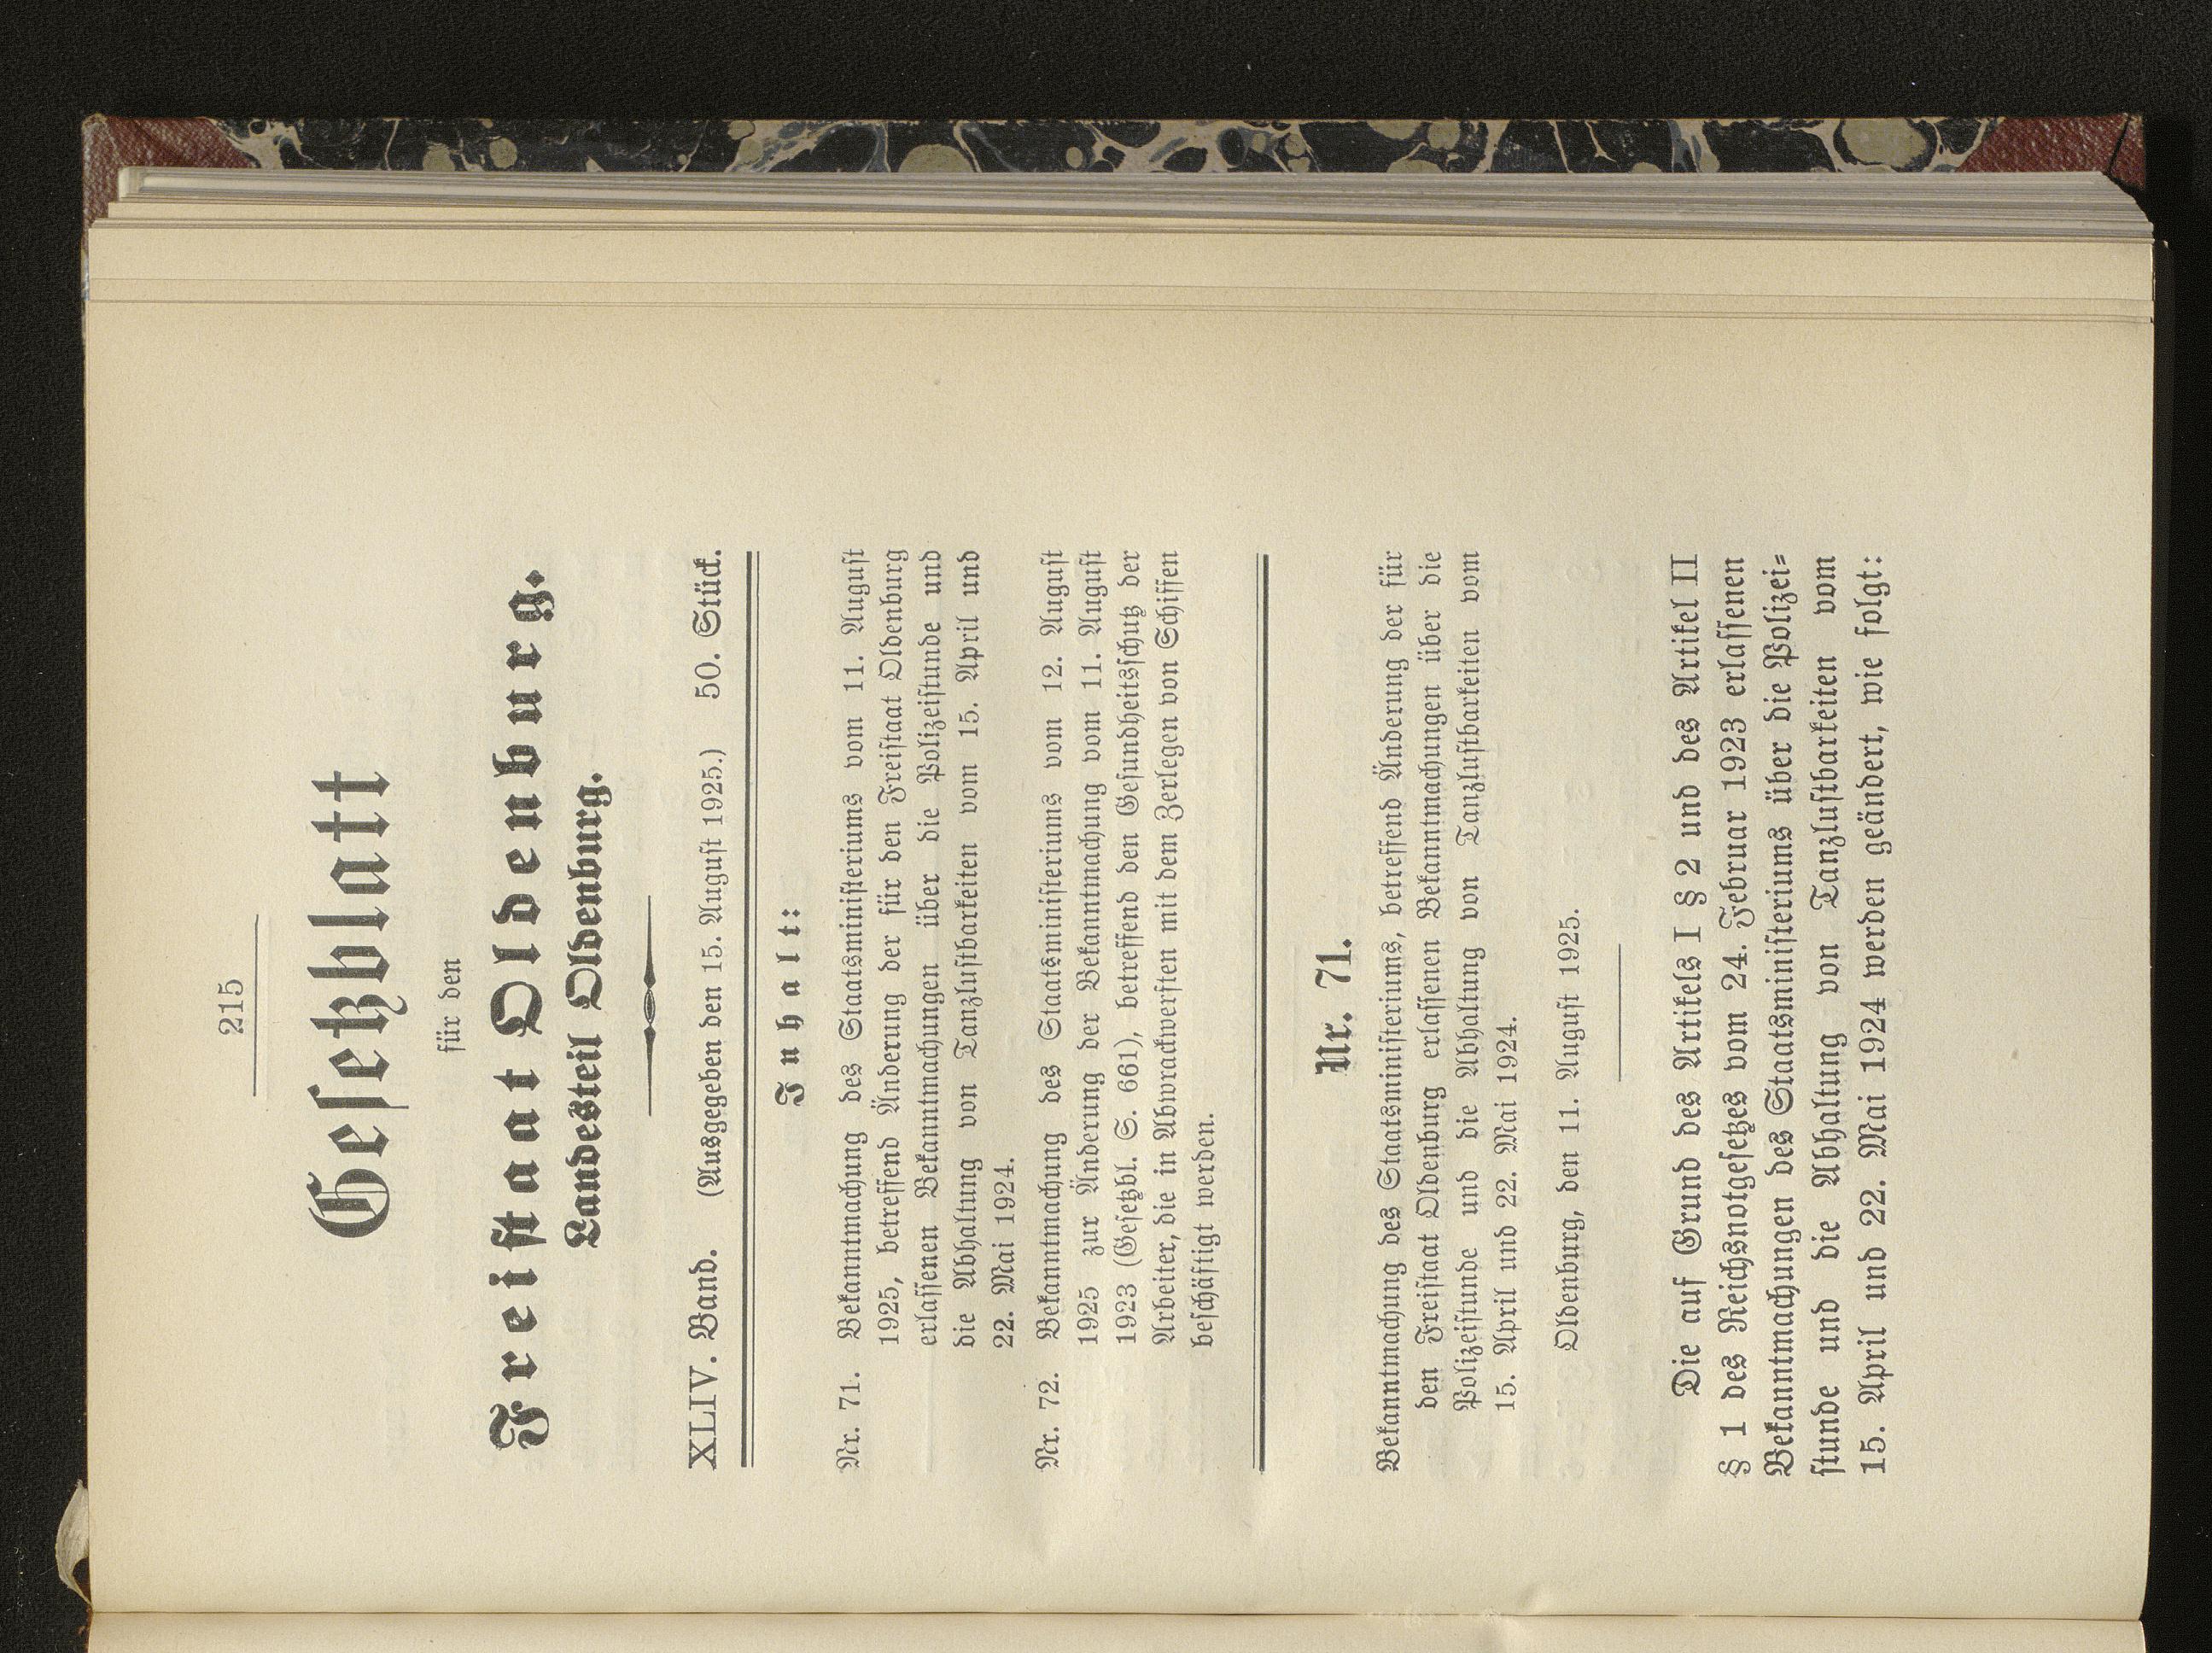 215
Gesetzblatt
für den
Freistaat Oldenburg.
Landesteil Oldenburg.
XLIV. Band. (Ausgegeben den 15. August 1925.) 50. Stück.
Inhalt:
Nr. 71. Bekanntmachung des Staatsministeriums vom 11. August
1925, betreffend Änderung der für den Freistaat Oldenburg
erlassenen Bekanntmachungen über die Polizeistunde und
die Abhaltung von Tanzlustbarkeiten vom 15. April und
22. Mai 1924.
Nr. 72. Bekanntmachung des Staatsministeriums vom 12. August
1925 zur Änderung der Bekanntmachung vom 11. August
1923 (Gesetzbl. S. 661), betreffend den Gesundheitsschutz der
Arbeiter, die in Abwrackwerften mit dem Zerlegen von Schiffen
beschäftigt werden.
Nr. 71.
Bekanntmachung des Staatsministeriums, betreffend Änderung der für
den Freistaat Oldenburg erlassenen Bekanntmachungen über die
Polizeistunde und die Abhaltung von Tanzlustbarkeiten vom
15. April und 22. Mai 1924.
Oldenburg, den 11. August 1925.
Die auf Grund des Artikels I § 2 und des Artikel II
§ 1 des Reichsnotgesetzes vom 24. Februar 1923 erlassenen
Bekanntmachungen des Staatsministeriums über die Polizei=
stunde und die Abhaltung von Tanzlustbarkeiten vom
15. April und 22. Mai 1924 werden geändert, wie folgt: